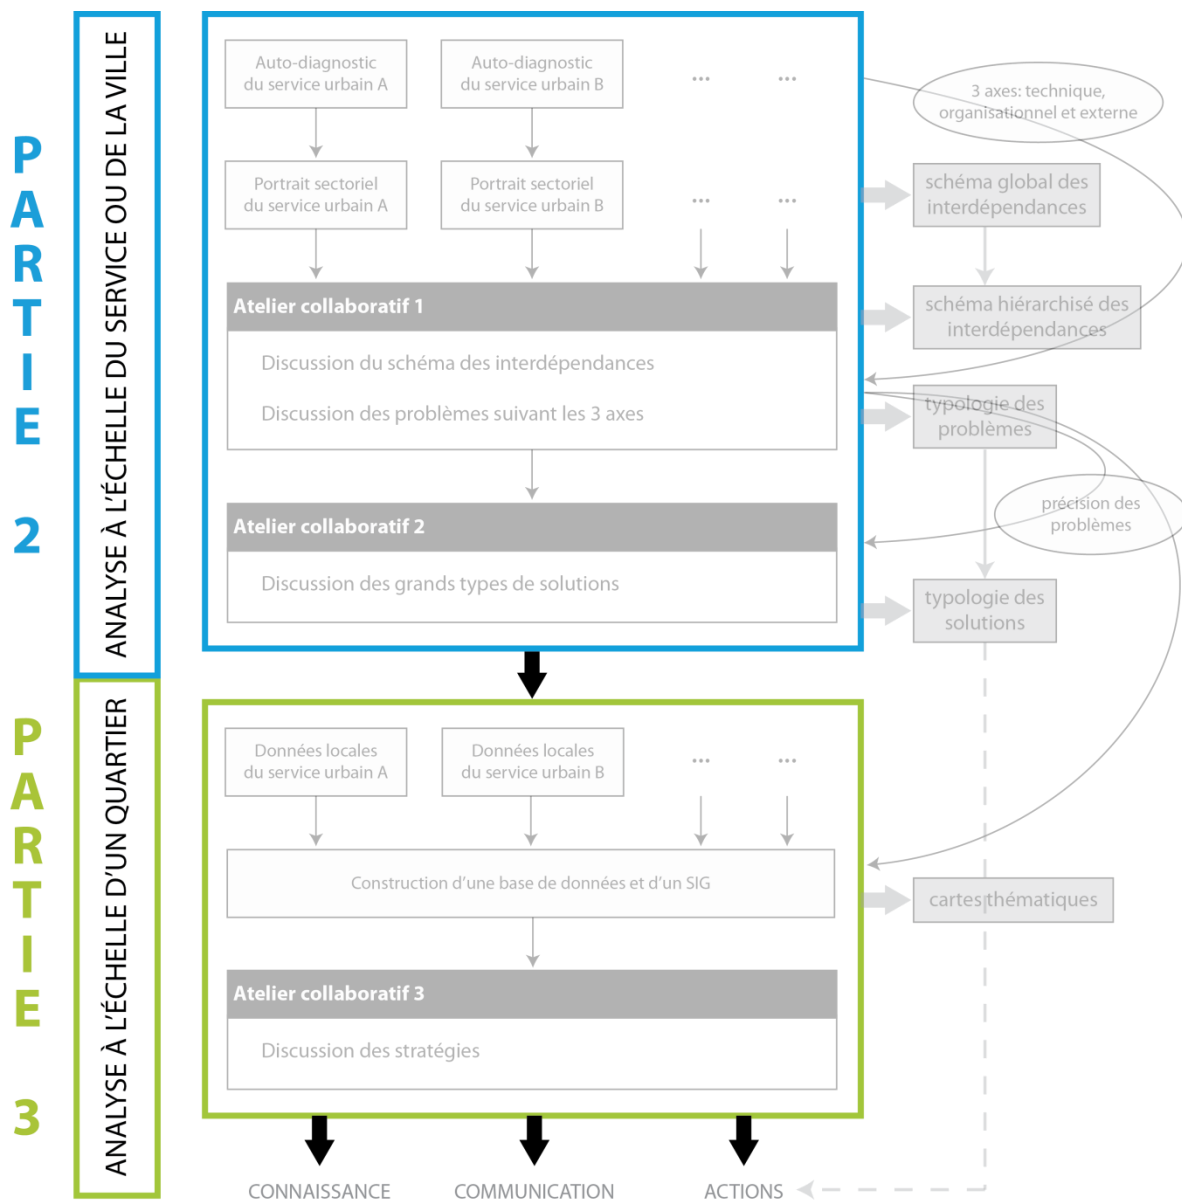 PARTIE 2
ANALYSE À L'ÉCHELLE DU SERVICE OU DE LA VILLE
Auto-diagnostic
du service urbain A
Auto-diagnostic
du service urbain B
...
...
3 axes: technique,
organisationnel et externe
Portrait sectoriel
du service urbain A
Portrait sectoriel
du service urbain B
...
...
schéma global des
interdépendances
Atelier collaboratif 1
schéma hiérarchisé des
interdépendances
Discussion du schéma des interdépendances
Discussion des problèmes suivant les 3 axes
typologie des
problèmes
précision des
problèmes
Atelier collaboratif 2
Discussion des grands types de solutions
typologie des
solutions
PARTIE 3
ANALYSE À L'ÉCHELLE D'UN QUARTIER
Données locales
du service urbain A
Données locales
du service urbain B
...
...
Construction d'une base de données et d'un SIG
cartes thématiques
Atelier collaboratif 3
Discussion des stratégies
CONNAISSANCE
COMMUNICATION
ACTIONS